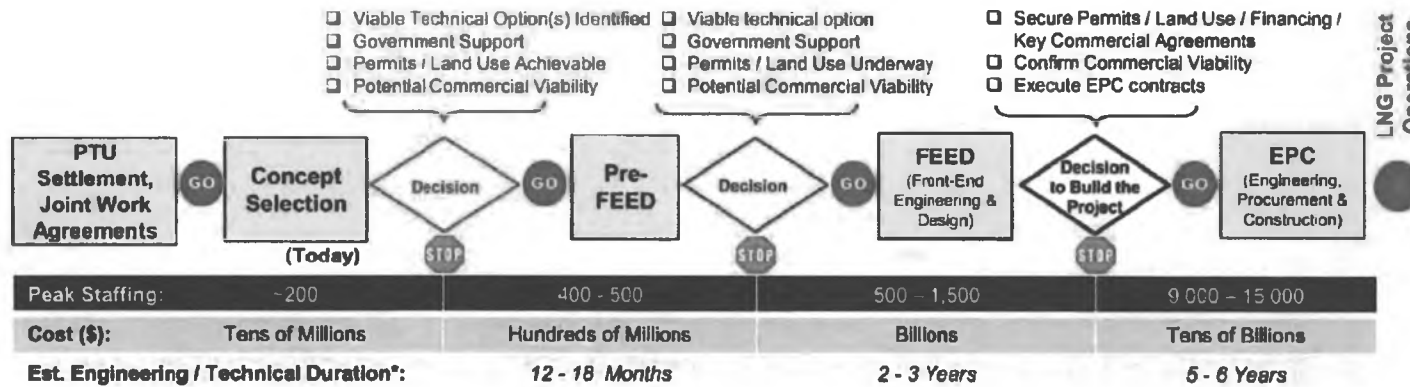 ❑ Viable Technical Option(s) Identified
❑ Government Support
❑ Permits / Land Use Achievable
❑ Potential Commercial Viability
❑ Viable technical option
❑ Government Support
❑ Permits / Land Use Underway
❑ Potential Commercial Viability
❑ Secure Permits / Land Use / Financing /
Key Commercial Agreements
❑ Confirm Commercial Viability
❑ Execute EPC contracts
LNG Project
Operations
PTU
Settlement,
Joint Work
Agreements
GO
Concept
Selection
(Today)
Decision
STOP
GO
Pre-
FEED
Decision
STOP
GO
FEED
(Front-End
Engineering &
Design)
Decision
to Build the
Project
STOP
GO
EPC
(Engineering,
Procurement &
Construction)
Peak Staffing: ~200 400 - 500 500 – 1,500 9 000 – 15 000
Cost ($): Tens of Millions Hundreds of Millions Billions Tens of Billions
Est. Engineering / Technical Duration*: 12 - 18 Months 2 - 3 Years 5 - 6 Years